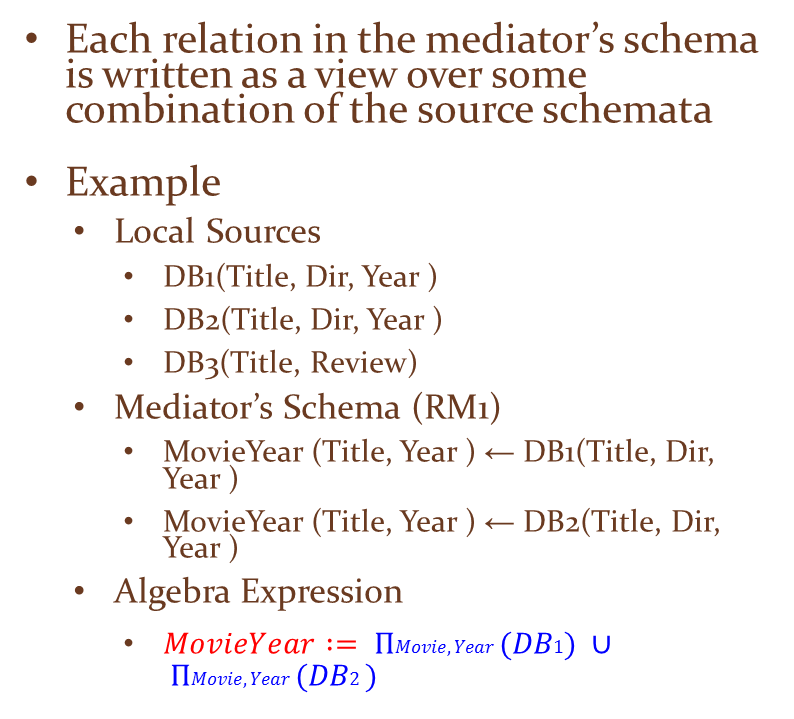 • Each relation in the mediator’s schema
is written as a view over some
combination of the source schemata
• Example
• Local Sources
• DB1(Title, Dir, Year )
• DB2(Title, Dir, Year )
• DB3(Title, Review)
• Mediator’s Schema (RM1)
• MovieYear (Title, Year ) ← DB1(Title, Dir,
Year )
• MovieYear (Title, Year ) ← DB2(Title, Dir,
Year )
• Algebra Expression
• MovieYear := Π Movie,Year (DB1) ∪
Π Movie,Year (DB2)